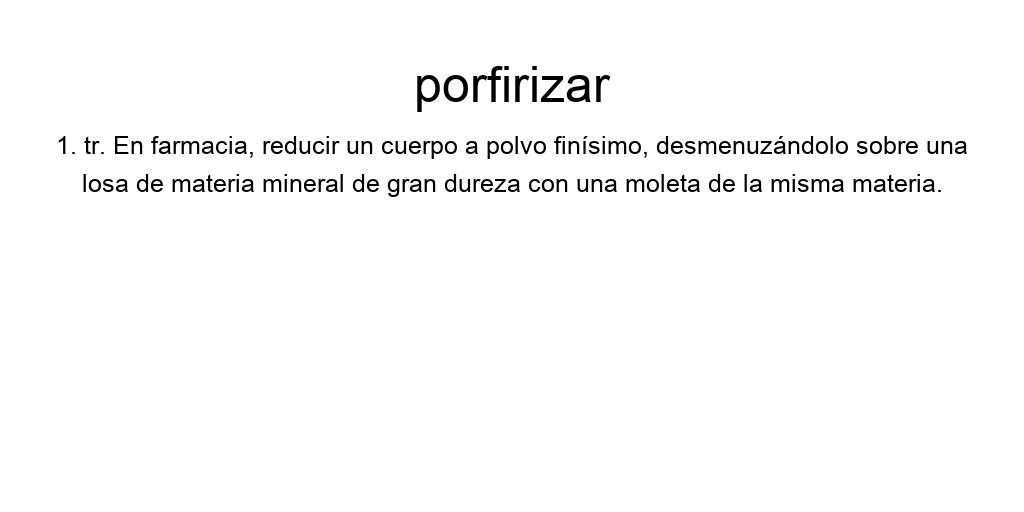 porfirizar
1. tr. En farmacia, reducir un cuerpo a polvo finísimo, desmenuzándolo sobre una
losa de materia mineral de gran dureza con una moleta de la misma materia.